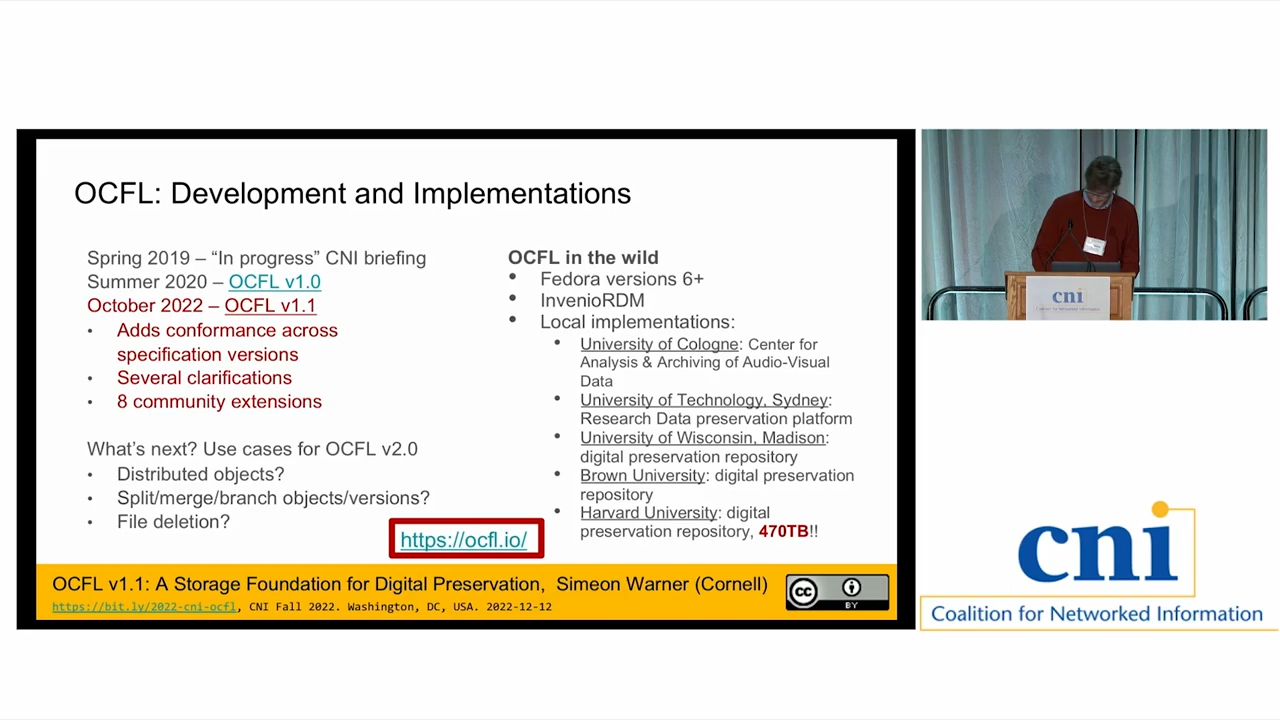 OCFL: Development and Implementations
Spring 2019 – “In progress” CNI briefing
Summer 2020 – OCFL v1.0
October 2022 – OCFL v1.1
• Adds conformance across
specification versions
• Several clarifications
• 8 community extensions
What’s next? Use cases for OCFL v2.0
• Distributed objects?
• Split/merge/branch objects/versions?
• File deletion?
https://ocfl.io/
OCFL in the wild
• Fedora versions 6+
• InvenioRDM
• Local implementations:
• University of Cologne: Center for
Analysis & Archiving of Audio-Visual
Data
• University of Technology, Sydney:
Research Data preservation platform
• University of Wisconsin, Madison:
digital preservation repository
• Brown University: digital preservation
repository
• Harvard University: digital
preservation repository, 470TB!!
OCFL v1.1: A Storage Foundation for Digital Preservation, Simeon Warner (Cornell)
https://bit.ly/2022-cni-ocfl, CNI Fall 2022. Washington, DC, USA. 2022-12-12
cc
BY
cni
cni
Coalition for Networked Information